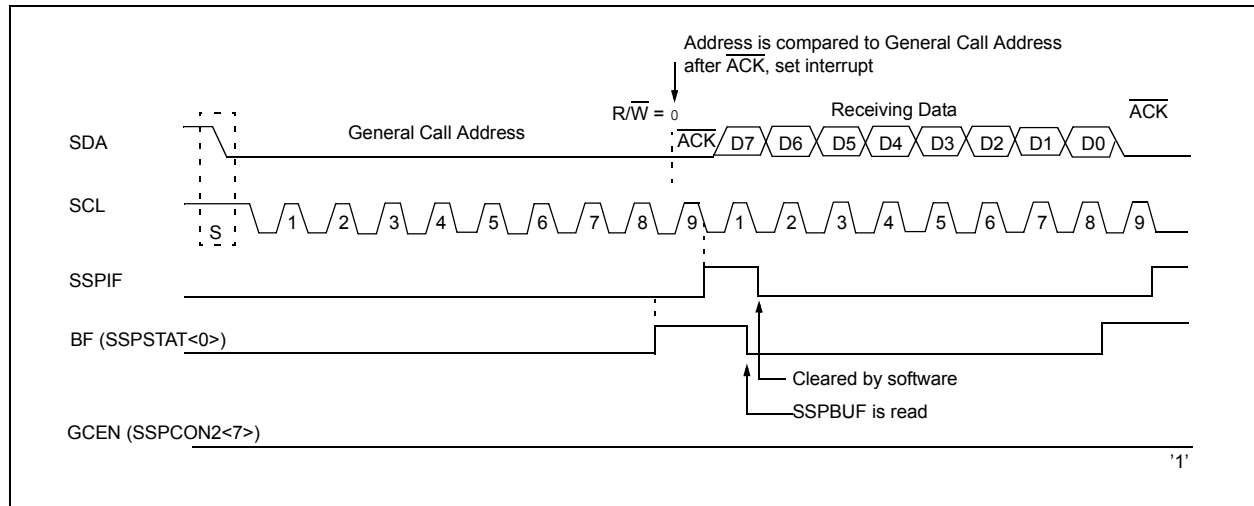 Address is compared to General Call Address
after ACK, set interrupt
R/W = 0
Receiving Data
ACK
General Call Address
SDA
ACK
D7 D6 D5 D4 D3 D2 D1 D0
SCL
S
1 2 3 4 5 6 7 8 9 1 2 3 4 5 6 7 8 9
SSPIF
BF (SSPSTAT<0>)
Cleared by software
SSPBUF is read
GCEN (SSPCON2<7>)
'1'